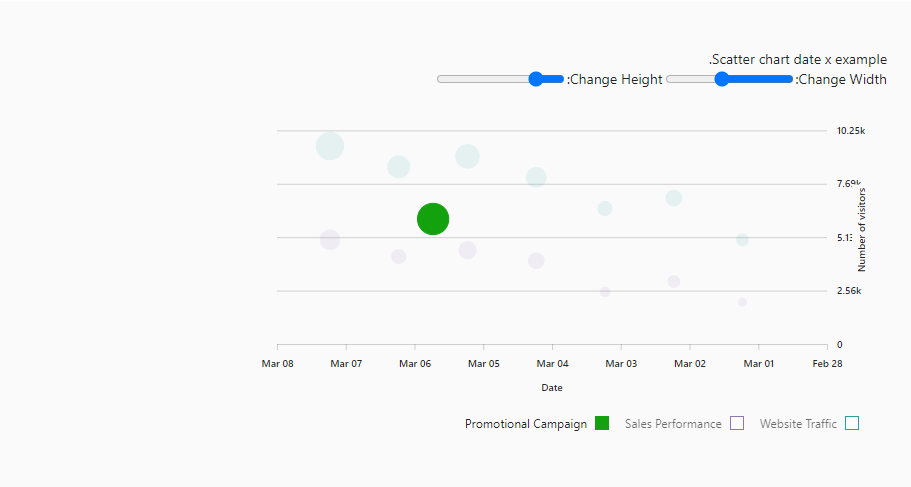 .Scatter chart date x example
:Change Height
:Change Width
10.25k
5.1
2.56k
0
Number of visitors
Mar 08 Mar 07 Mar 06 Mar 05 Mar 04 Mar 03 Mar 02 Mar 01 Feb 28
Date
Promotional Campaign Sales Performance Website Traffic